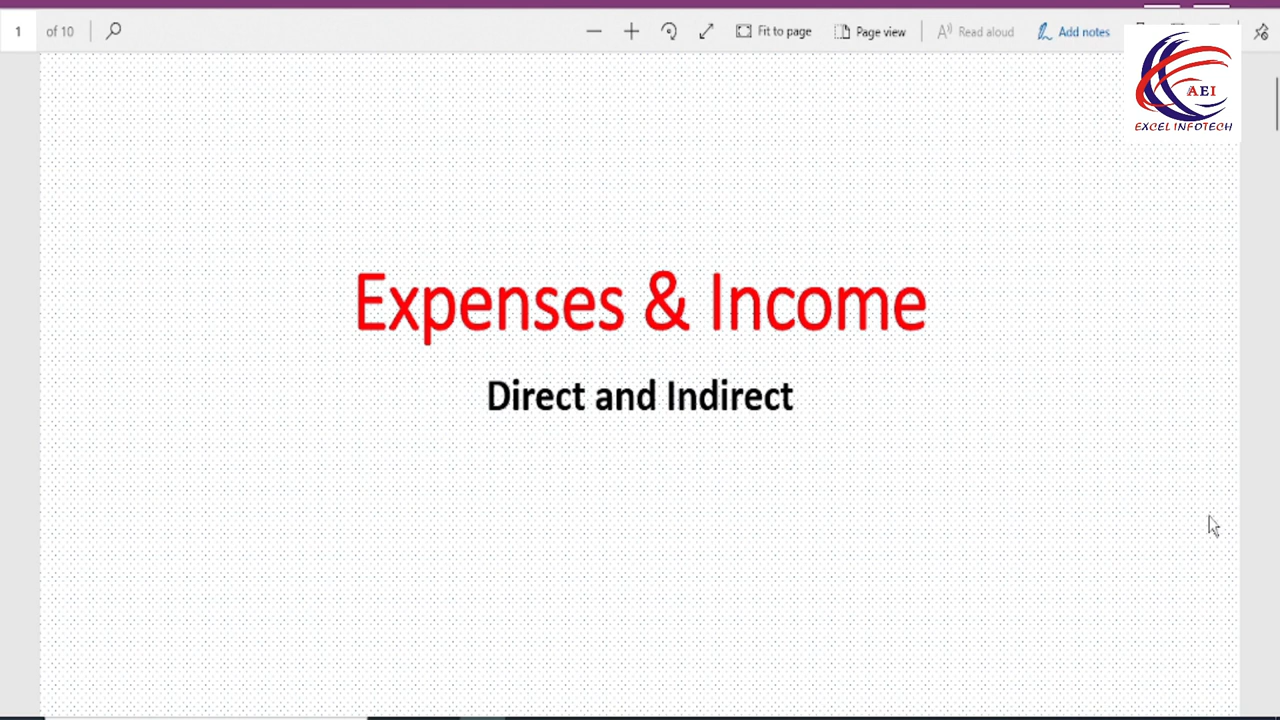 1 of 10 Fit to page Page view Read aloud Add notes
AEI
EXCEL INFOTECH
Expenses & Income
Direct and Indirect